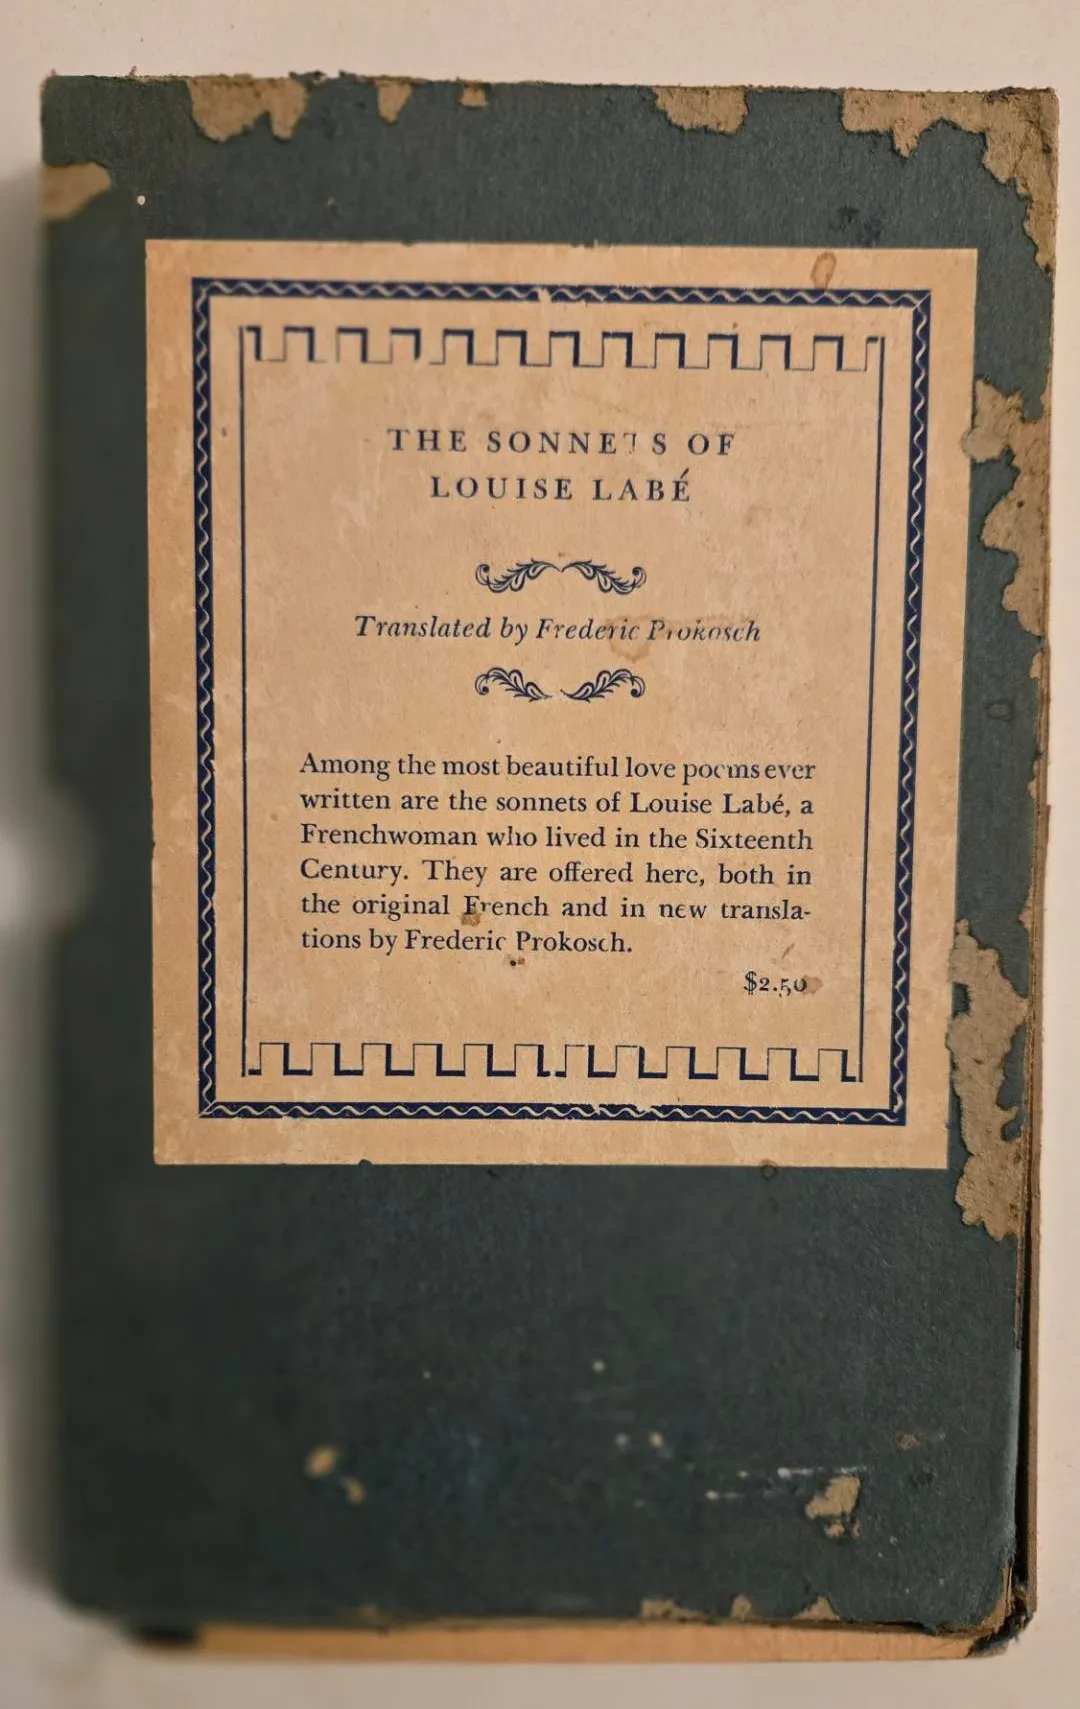 THE SONNETS OF
LOUISE LABÉ
Translated by Frederic Prokosch
Among the most beautiful love poems ever
written are the sonnets of Louise Labé, a
Frenchwoman who lived in the Sixteenth
Century. They are offered here, both in
the original French and in new transla-
tions by Frederic Prokosch.
$2.50